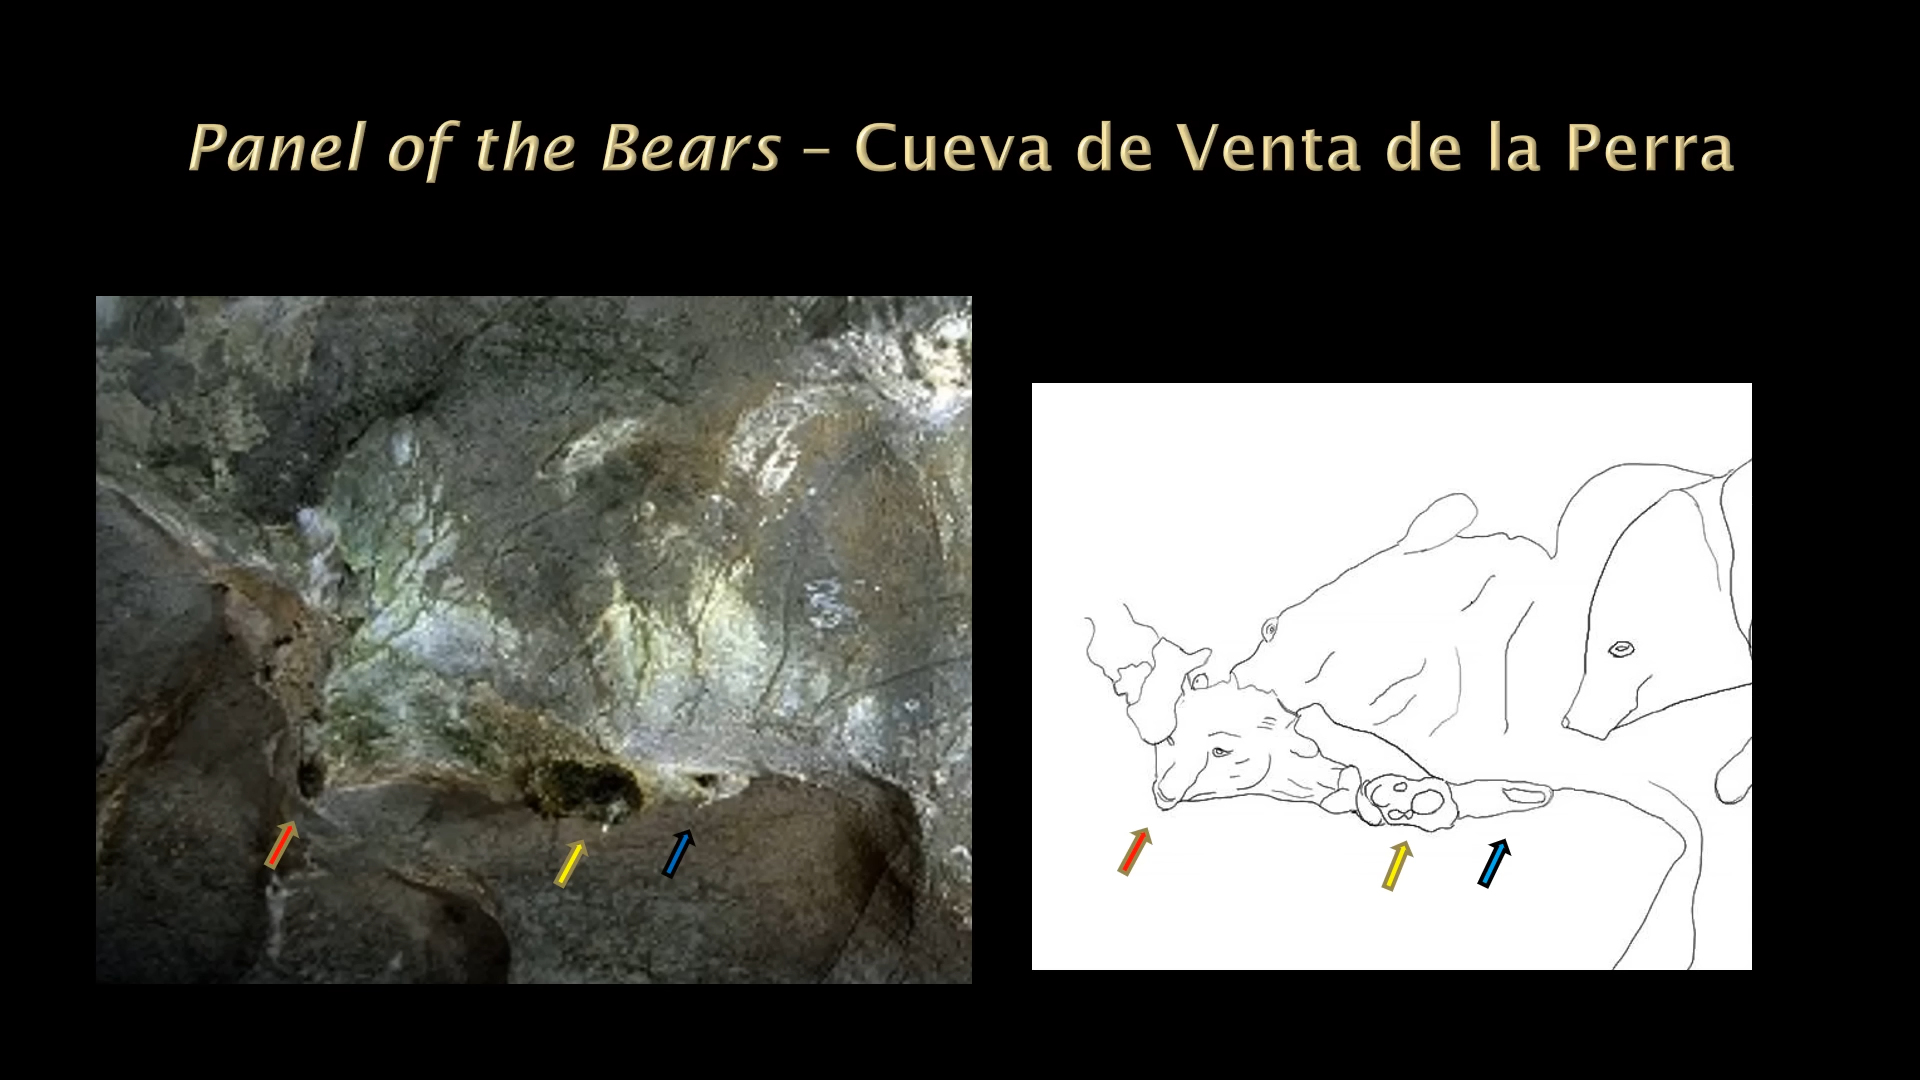 Panel of the Bears – Cueva de Venta de la Perra